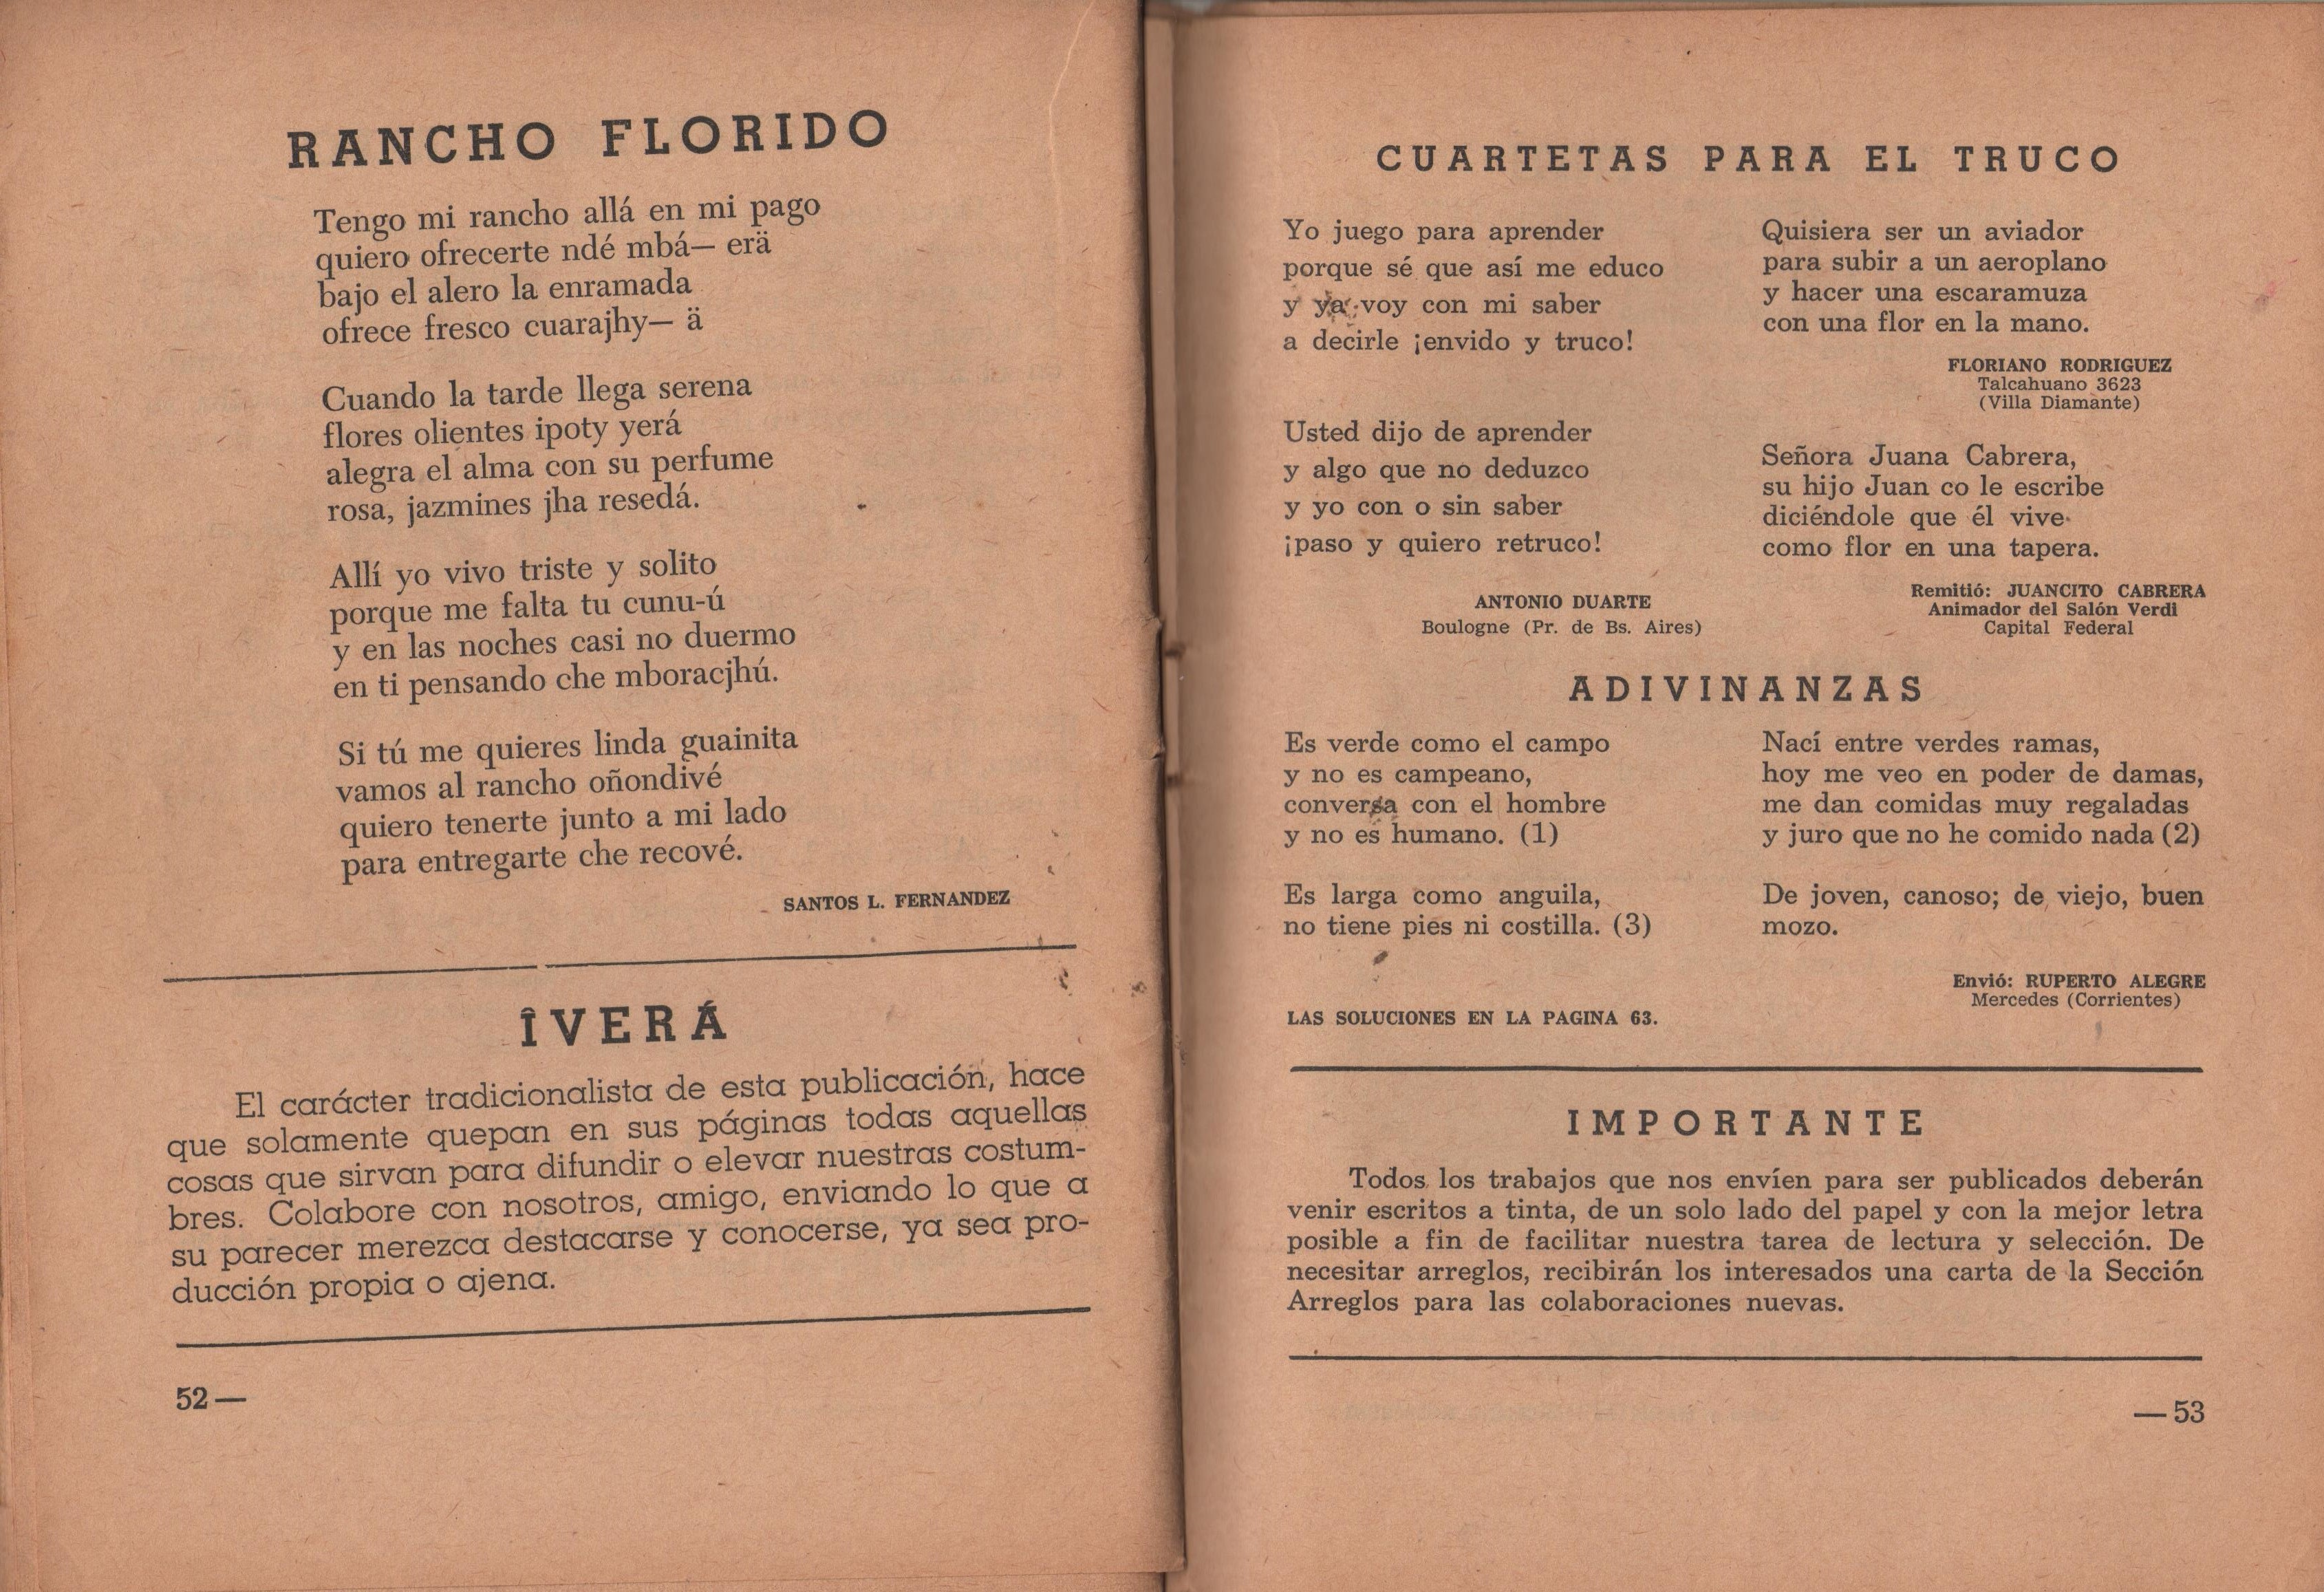 RANCHO FLORIDO
Tengo mi rancho allá en mi pago
quiero ofrecerte ndé mbá— erä
bajo el alero la enramada
ofrece fresco cuarajhy— ä
Cuando la tarde llega serena
flores olientes ipoty yerá
alegra el alma con su perfume
rosa, jazmines jha resedá.
Allí yo vivo triste y solito
porque me falta tu cunu-ú
y en las noches casi no duermo
en ti pensando che mboracjhú.
Si tú me quieres linda guainita
vamos al rancho oñondivé
quiero tenerte junto a mi lado
para entregarte che recové.
SANTOS L. FERNANDEZ
ÎVERÁ
El carácter tradicionalista de esta publicación, hace
que solamente quepan en sus páginas todas aquellas
cosas que sirvan para difundir o elevar nuestras costum-
bres. Colabore con nosotros, amigo, enviando lo que a
su parecer merezca destacarse y conocerse, ya sea pro-
ducción propia o ajena.
52—
CUARTETAS PARA EL TRUCO
Yo juego para aprender
porque sé que así me educo
y ya voy con mi saber
a decirle ¡envido y truco!
Usted dijo de aprender
y algo que no deduzco
y yo con o sin saber
¡paso y quiero retruco!
ANTONIO DUARTE
Boulogne (Pr. de Bs. Aires)
Quisiera ser un aviador
para subir a un aeroplano
y hacer una escaramuza
con una flor en la mano.
FLORIANO RODRIGUEZ
Talcahuano 3623
(Villa Diamante)
Señora Juana Cabrera,
su hijo Juan co le escribe
diciéndole que él vive
como flor en una tapera.
Remitió: JUANCITO CABRERA
Animador del Salón Verdi
Capital Federal
ADIVINANZAS
Es verde como el campo
y no es campeano,
conversa con el hombre
y no es humano. (1)
Es larga como anguila,
no tiene pies ni costilla. (3)
Nací entre verdes ramas,
hoy me veo en poder de damas,
me dan comidas muy regaladas
y juro que no he comido nada (2)
De joven, canoso; de viejo, buen
mozo.
Envió: RUPERTO ALEGRE
Mercedes (Corrientes)
LAS SOLUCIONES EN LA PAGINA 63.
IMPORTANTE
Todos los trabajos que nos envíen para ser publicados deberán
venir escritos a tinta, de un solo lado del papel y con la mejor letra
posible a fin de facilitar nuestra tarea de lectura y selección. De
necesitar arreglos, recibirán los interesados una carta de la Sección
Arreglos para las colaboraciones nuevas.
—53